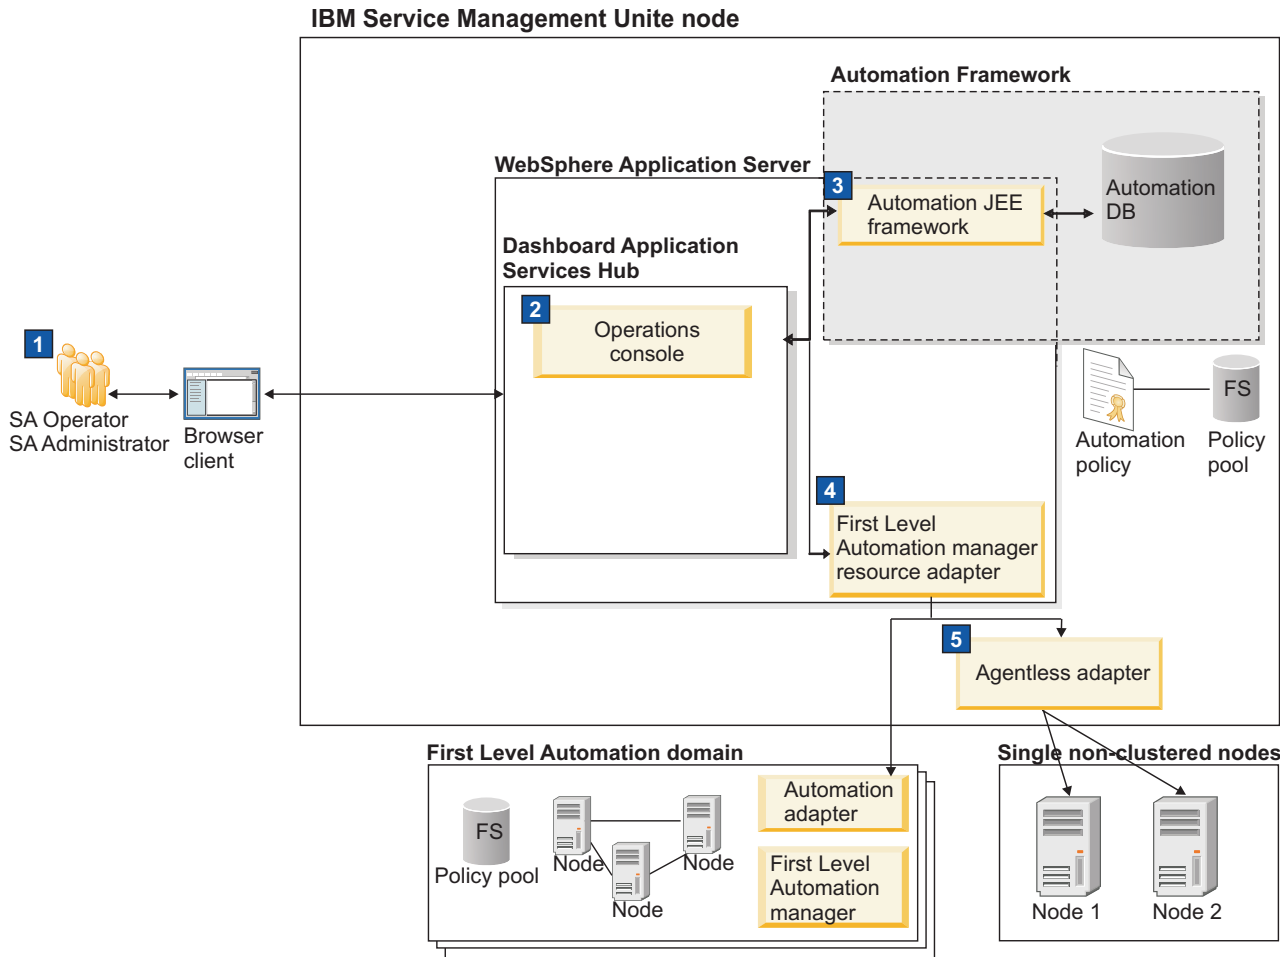 IBM Service Management Unite node
Automation Framework
WebSphere Application Server
3
Automation JEE
framework
Automation
DB
Dashboard Application
Services Hub
2
Operations
console
1
SA Operator
SA Administrator
Browser
client
FS
Automation
policy
Policy
pool
4
First Level
Automation manager
resource adapter
5
Agentless adapter
First Level Automation domain
FS
Policy pool
Node
Node
Node
Automation
adapter
First Level
Automation
manager
Single non-clustered nodes
Node 1
Node 2